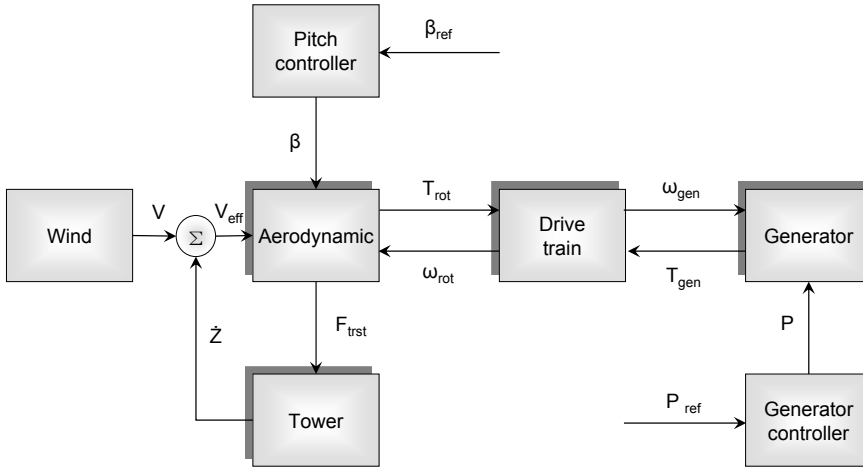 Pitch
controller
β_ref
β
Wind
V
Σ
V_eff
Aerodynamic
T_rot
ω_rot
Drive
train
ω_gen
T_gen
Generator
Ż
F_trst
P
Tower
P_ref
Generator
controller